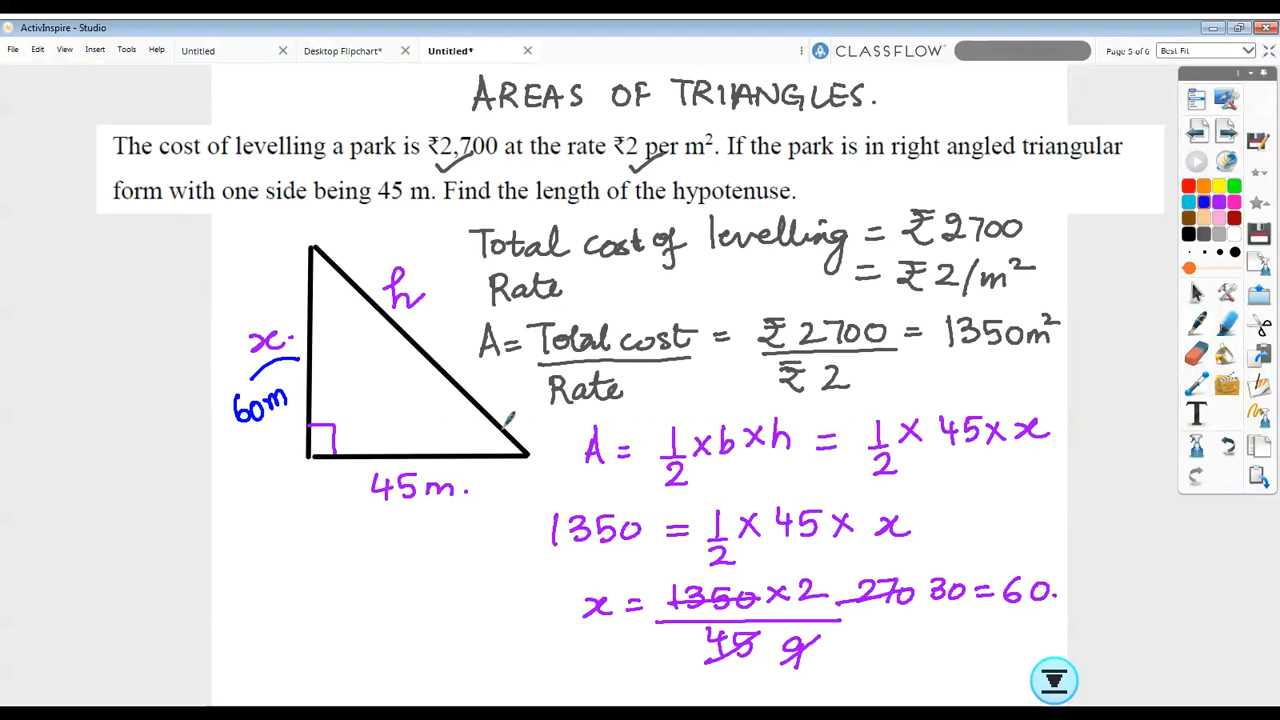 ActivInspire - Studio
File Edit View Insert Tools Help
Untitled Desktop Flipchart* Untitled*
CLASSFLOW
Page 5 of 6 Best Fit
AREAS OF TRIANGLES.
The cost of levelling a park is ₹2,700 at the rate ₹2 per m². If the park is in right angled triangular
form with one side being 45 m. Find the length of the hypotenuse.
Total cost of levelling = ₹2700
Rate = ₹2/m²
A = Total cost / Rate = ₹2700 / ₹2 = 1350m²
h
x.
60m
45m.
A = 1/2 × b × h = 1/2 × 45 × x
1350 = 1/2 × 45 × x
x = 1350 × 2 270 30 = 60.
45 9
T